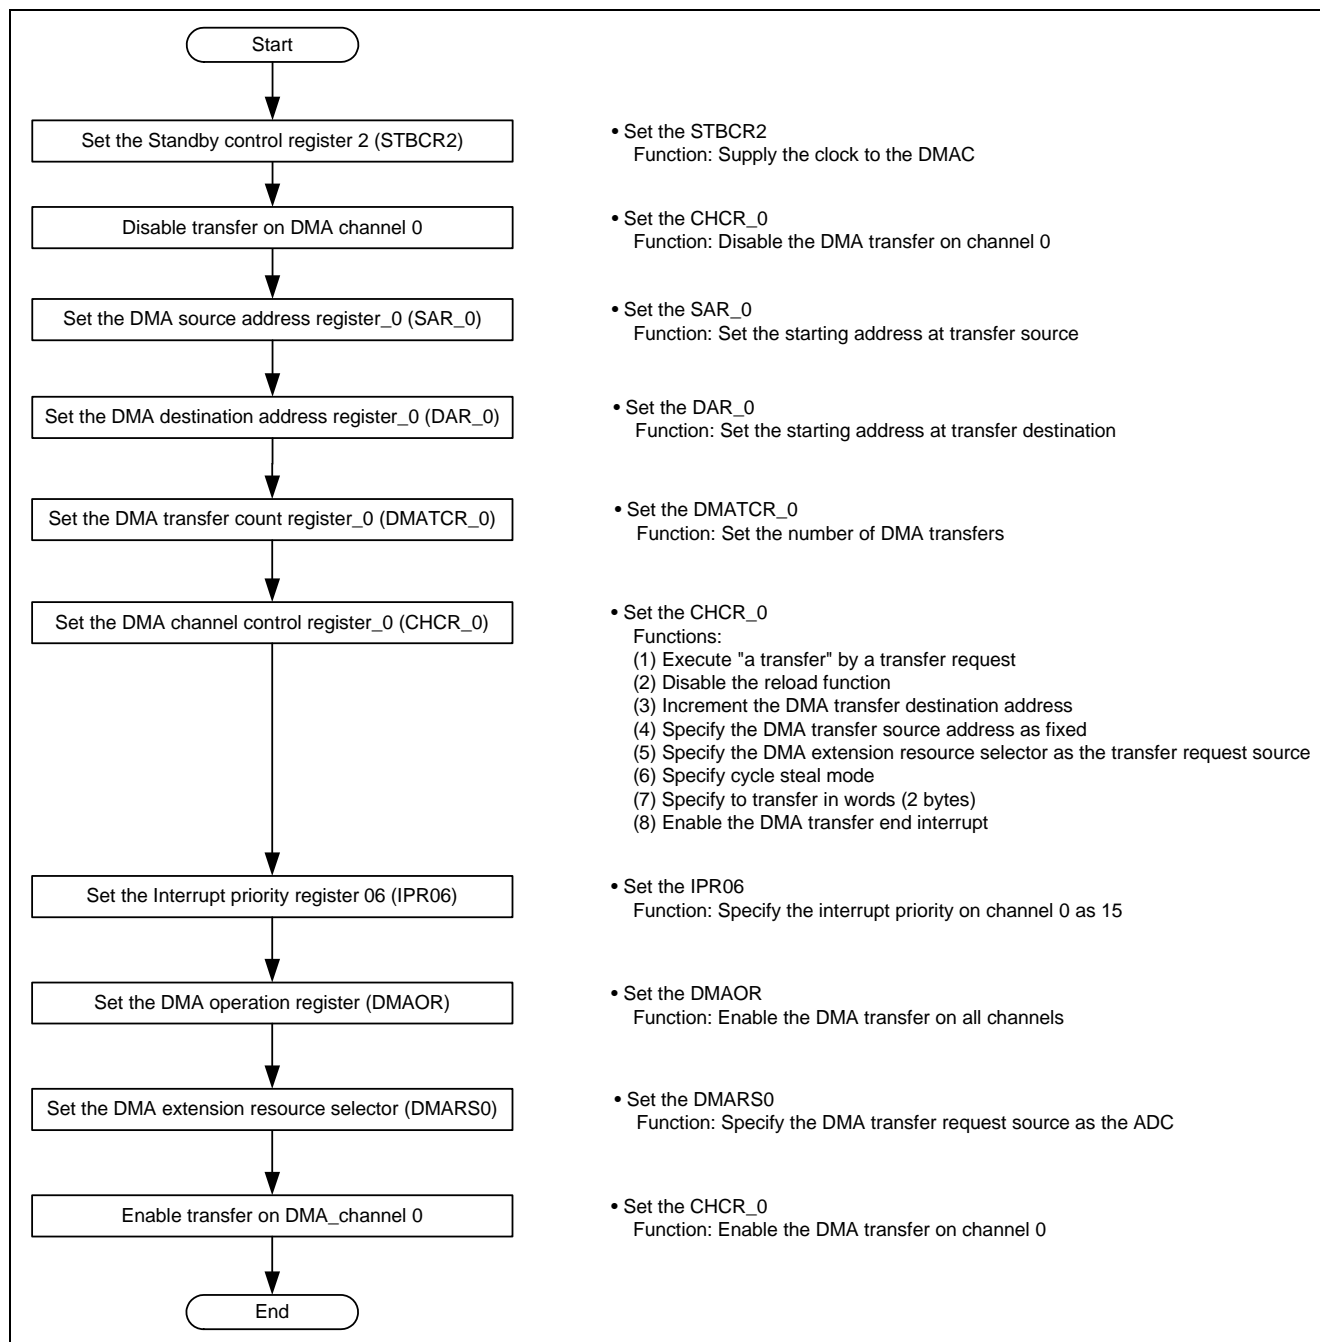 Start
Set the Standby control register 2 (STBCR2)
• Set the STBCR2
Function: Supply the clock to the DMAC
Disable transfer on DMA channel 0
• Set the CHCR_0
Function: Disable the DMA transfer on channel 0
Set the DMA source address register_0 (SAR_0)
• Set the SAR_0
Function: Set the starting address at transfer source
Set the DMA destination address register_0 (DAR_0)
• Set the DAR_0
Function: Set the starting address at transfer destination
Set the DMA transfer count register_0 (DMATCR_0)
• Set the DMATCR_0
Function: Set the number of DMA transfers
Set the DMA channel control register_0 (CHCR_0)
• Set the CHCR_0
Functions:
(1) Execute "a transfer" by a transfer request
(2) Disable the reload function
(3) Increment the DMA transfer destination address
(4) Specify the DMA transfer source address as fixed
(5) Specify the DMA extension resource selector as the transfer request source
(6) Specify cycle steal mode
(7) Specify to transfer in words (2 bytes)
(8) Enable the DMA transfer end interrupt
Set the Interrupt priority register 06 (IPR06)
• Set the IPR06
Function: Specify the interrupt priority on channel 0 as 15
Set the DMA operation register (DMAOR)
• Set the DMAOR
Function: Enable the DMA transfer on all channels
Set the DMA extension resource selector (DMARS0)
• Set the DMARS0
Function: Specify the DMA transfer request source as the ADC
Enable transfer on DMA_channel 0
• Set the CHCR_0
Function: Enable the DMA transfer on channel 0
End